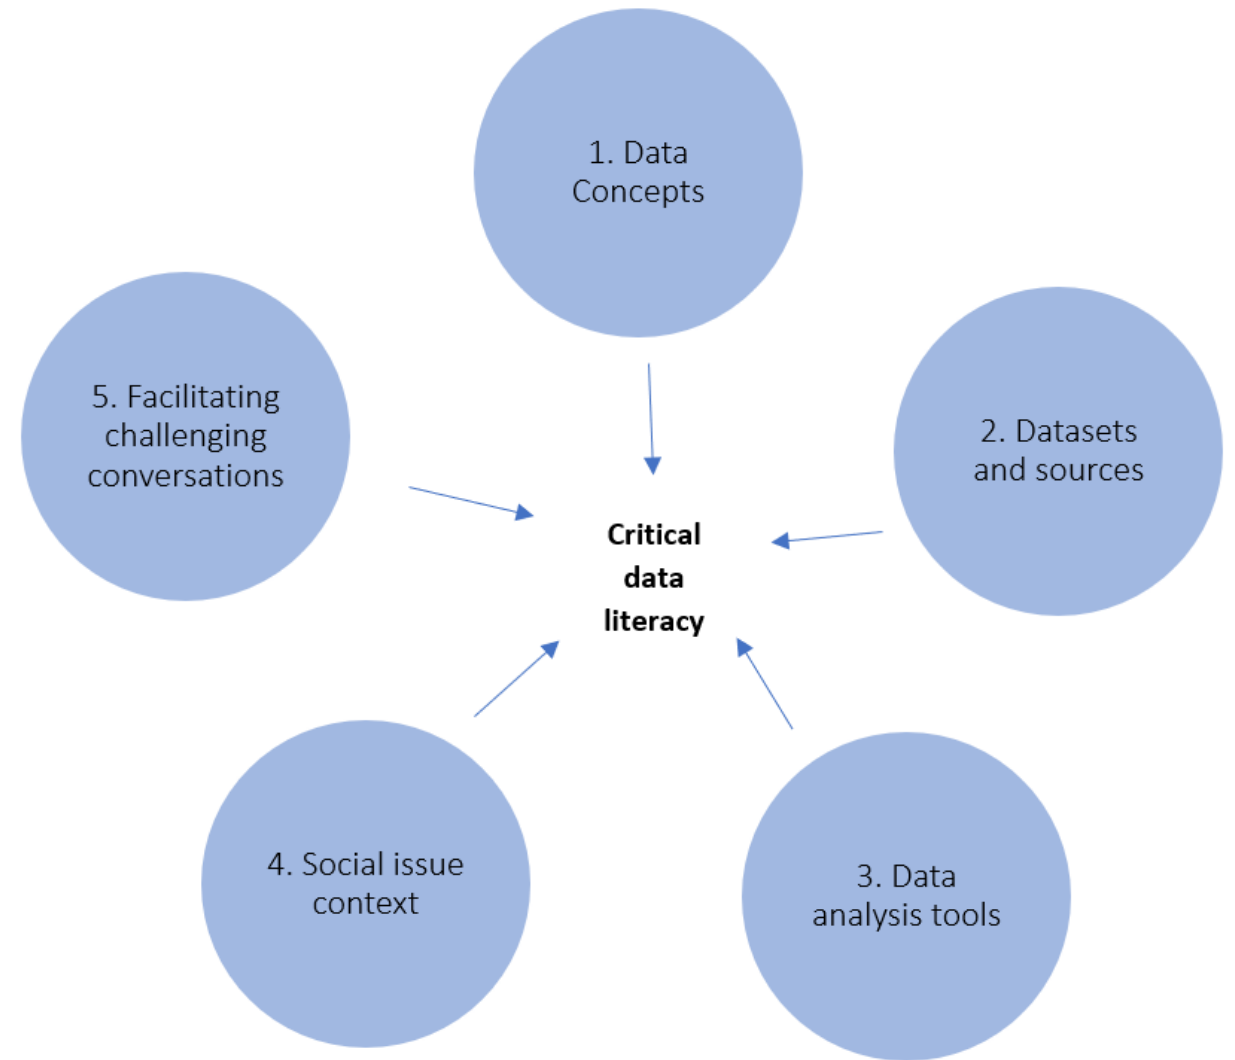 1. Data
Concepts
2. Datasets
and sources
3. Data
analysis tools
4. Social issue
context
5. Facilitating
challenging
conversations
Critical
data
literacy